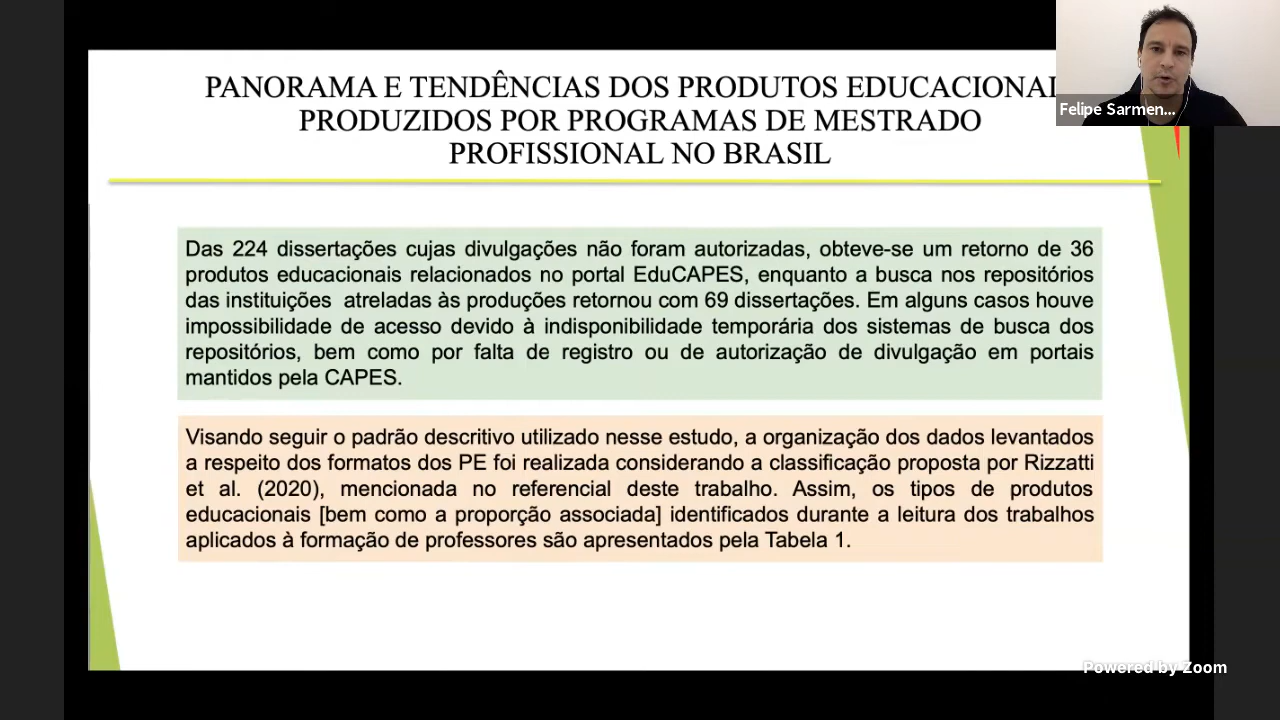 PANORAMA E TENDÊNCIAS DOS PRODUTOS EDUCACIONAI
PRODUZIDOS POR PROGRAMAS DE MESTRADO
PROFISSIONAL NO BRASIL
Felipe Sarmen...
Das 224 dissertações cujas divulgações não foram autorizadas, obteve-se um retorno de 36
produtos educacionais relacionados no portal EduCAPES, enquanto a busca nos repositórios
das instituições atreladas às produções retornou com 69 dissertações. Em alguns casos houve
impossibilidade de acesso devido à indisponibilidade temporária dos sistemas de busca dos
repositórios, bem como por falta de registro ou de autorização de divulgação em portais
mantidos pela CAPES.
Visando seguir o padrão descritivo utilizado nesse estudo, a organização dos dados levantados
a respeito dos formatos dos PE foi realizada considerando a classificação proposta por Rizzatti
et al. (2020), mencionada no referencial deste trabalho. Assim, os tipos de produtos
educacionais [bem como a proporção associada] identificados durante a leitura dos trabalhos
aplicados à formação de professores são apresentados pela Tabela 1.
Powered by Zoom